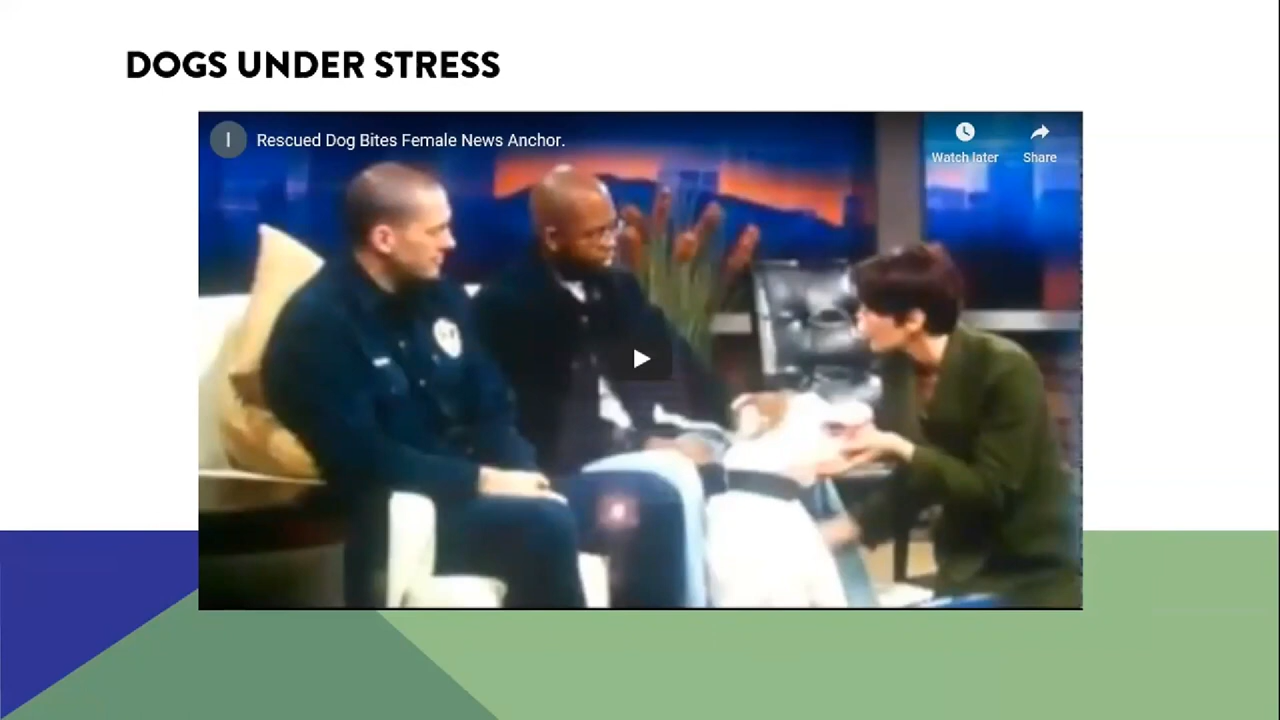 DOGS UNDER STRESS
I
Rescued Dog Bites Female News Anchor.
Watch later
Share